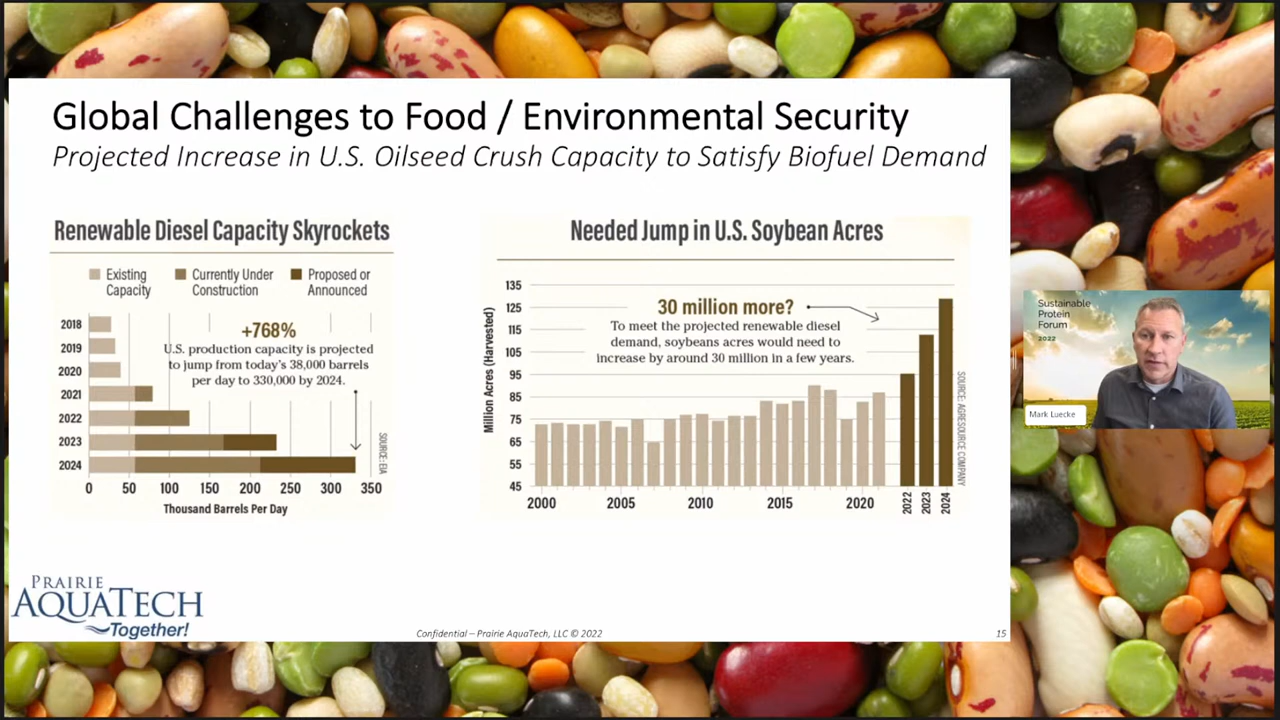 Global Challenges to Food / Environmental Security
Projected Increase in U.S. Oilseed Crush Capacity to Satisfy Biofuel Demand
Renewable Diesel Capacity Skyrockets
Existing
Capacity
Currently Under
Construction
Proposed or
Announced
2018
2019
2020
2021
2022
2023
2024
+768%
U.S. production capacity is projected
to jump from today's 38,000 barrels
per day to 330,000 by 2024.
SOURCE: EIA
0 50 100 150 200 250 300 350
Thousand Barrels Per Day
Needed Jump in U.S. Soybean Acres
Million Acres (Harvested)
135
125
115
105
95
85
75
65
55
45
30 million more?
To meet the projected renewable diesel
demand, soybeans acres would need to
increase by around 30 million in a few years.
SOURCE: AGRESOURCE COMPANY
2000 2005 2010 2015 2020 2022 2023 2024
Sustainable
Protein
Forum
2022
Mark Luecke
PRAIRIE
AQUATECH
Together!
Confidential – Prairie AquaTech, LLC © 2022
15